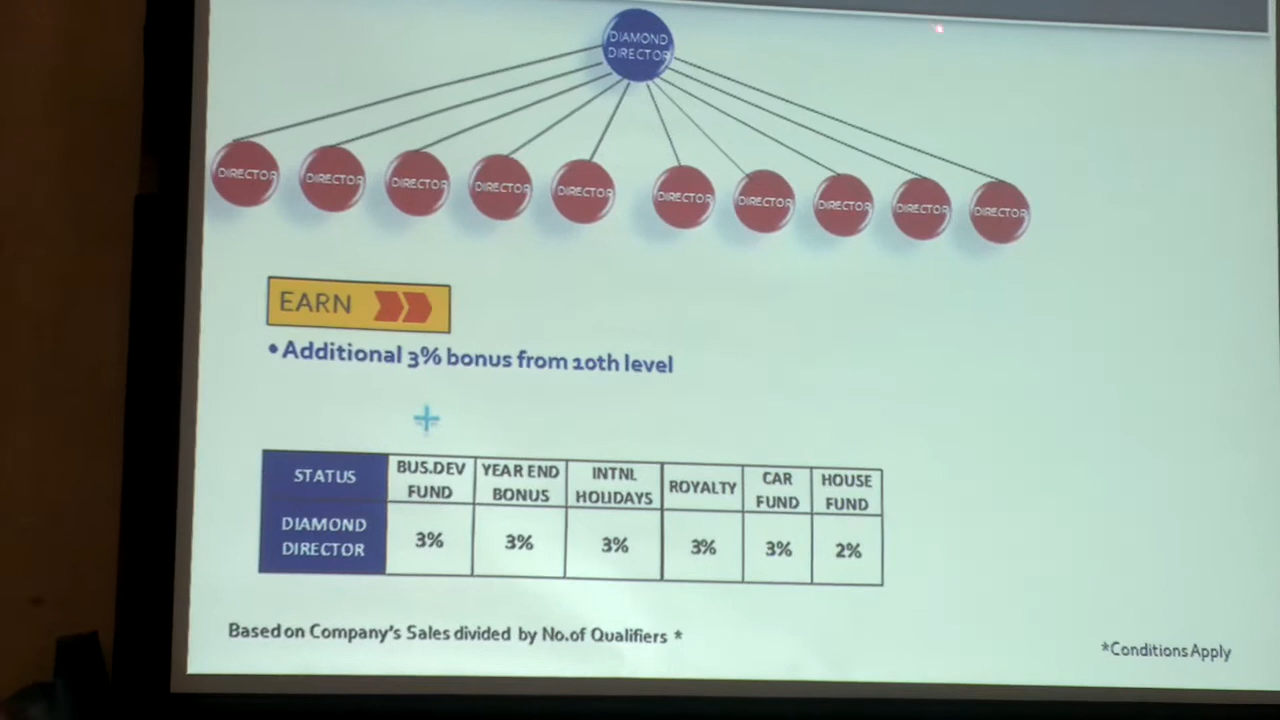 DIAMOND
DIRECTOR
DIRECTOR
DIRECTOR
DIRECTOR
DIRECTOR
DIRECTOR
DIRECTOR
DIRECTOR
DIRECTOR
DIRECTOR
DIRECTOR
EARN
• Additional 3% bonus from 10th level
+
STATUS BUS.DEV FUND YEAR END BONUS INTNL HOLIDAYS ROYALTY CAR FUND HOUSE FUND
DIAMOND DIRECTOR 3% 3% 3% 3% 3% 2%
Based on Company's Sales divided by No.of Qualifiers *
*Conditions Apply